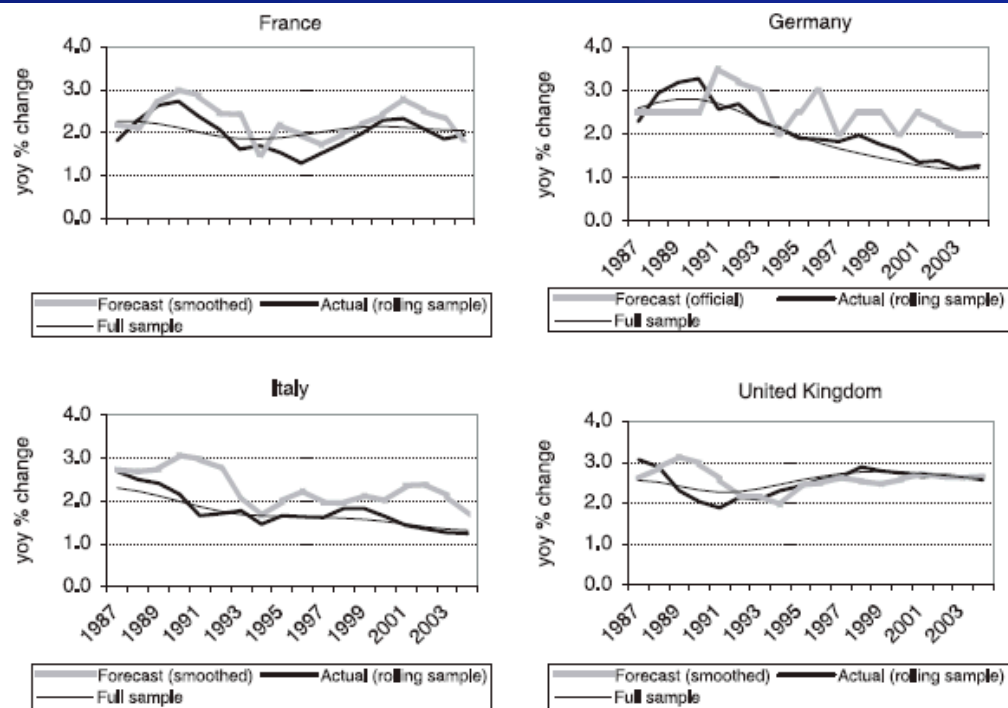 France
4.0
3.0
2.0
1.0
0.0
yoy % change
Forecast (smoothed) Actual (rolling sample)
Full sample
Germany
4.0
3.0
2.0
1.0
0.0
yoy % change
1987 1989 1991 1993 1995 1997 1999 2001 2003
Forecast (official) Actual (rolling sample)
Full sample
Italy
4.0
3.0
2.0
1.0
0.0
yoy % change
1987 1989 1991 1993 1995 1997 1999 2001 2003
Forecast (smoothed) Actual (rolling sample)
Full sample
United Kingdom
4.0
3.0
2.0
1.0
0.0
yoy % change
1987 1989 1991 1993 1995 1997 1999 2001 2003
Forecast (smoothed) Actual (rolling sample)
Full sample